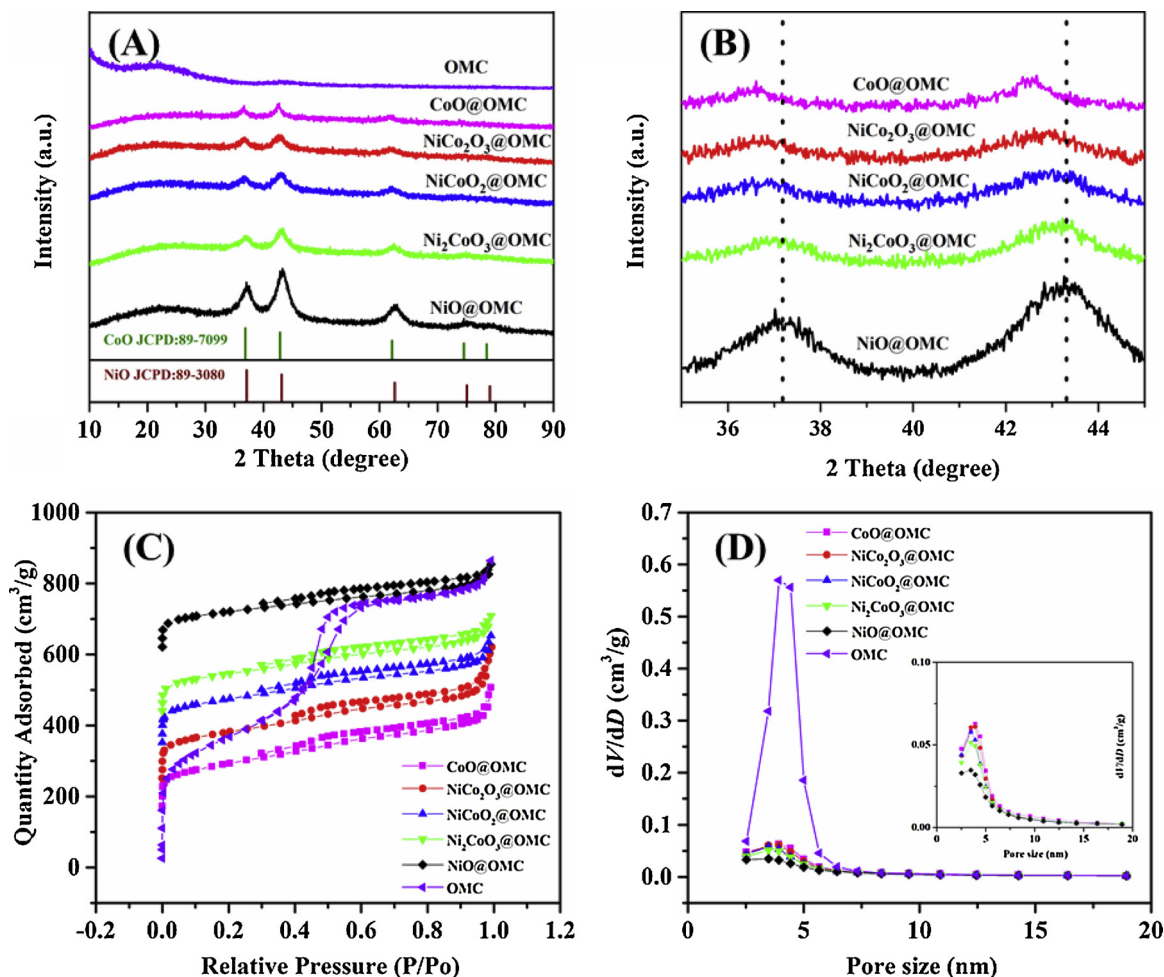 (A)
OMC
CoO@OMC
NiCo₂O₃@OMC
NiCoO₂@OMC
Ni₂CoO₃@OMC
NiO@OMC
CoO JCPD:89-7099
NiO JCPD:89-3080
Intensity (a.u.)
10 20 30 40 50 60 70 80 90
2 Theta (degree)
(B)
CoO@OMC
NiCo₂O₃@OMC
NiCoO₂@OMC
Ni₂CoO₃@OMC
NiO@OMC
Intensity (a.u.)
36 38 40 42 44
2 Theta (degree)
(C)
Quantity Adsorbed (cm³/g)
1000
800
600
400
200
0
CoO@OMC
NiCo₂O₃@OMC
NiCoO₂@OMC
Ni₂CoO₃@OMC
NiO@OMC
OMC
-0.2 0.0 0.2 0.4 0.6 0.8 1.0 1.2
Relative Pressure (P/Po)
(D)
dV/dD (cm³/g)
0.7
0.6
0.5
0.4
0.3
0.2
0.1
0.0
CoO@OMC
NiCo₂O₃@OMC
NiCoO₂@OMC
Ni₂CoO₃@OMC
NiO@OMC
OMC
0.10
0.05
0.00
dV/dD (cm³/g)
0 5 10 15 20
Pore size (nm)
0 5 10 15 20
Pore size (nm)